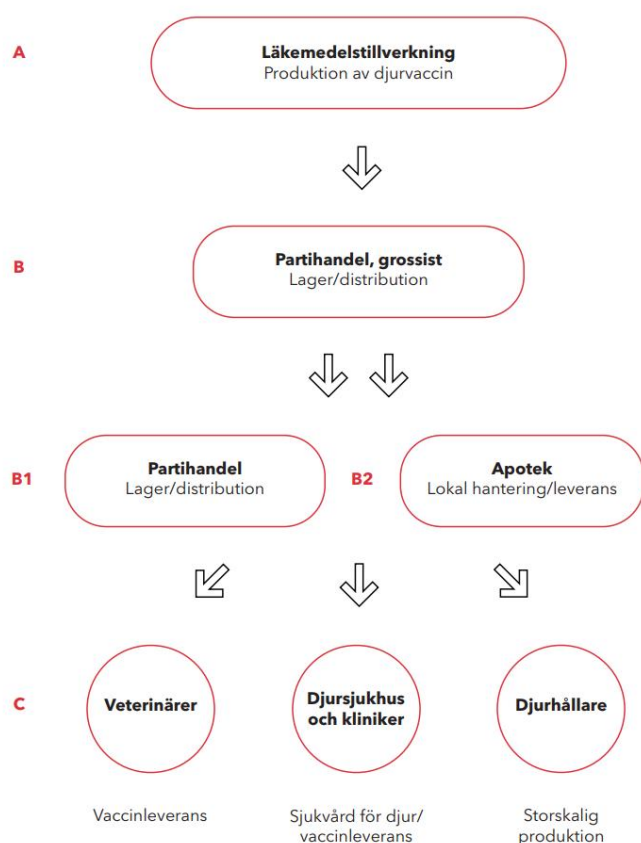 A
Läkemedelstillverkning
Produktion av djurvaccin
B
Partihandel, grossist
Lager/distribution
B1
Partihandel
Lager/distribution
B2
Apotek
Lokal hantering/leverans
C
Veterinärer
Djursjukhus
och kliniker
Djurhållare
Vaccinleverans
Sjukvård för djur/
vaccinleverans
Storskalig
produktion